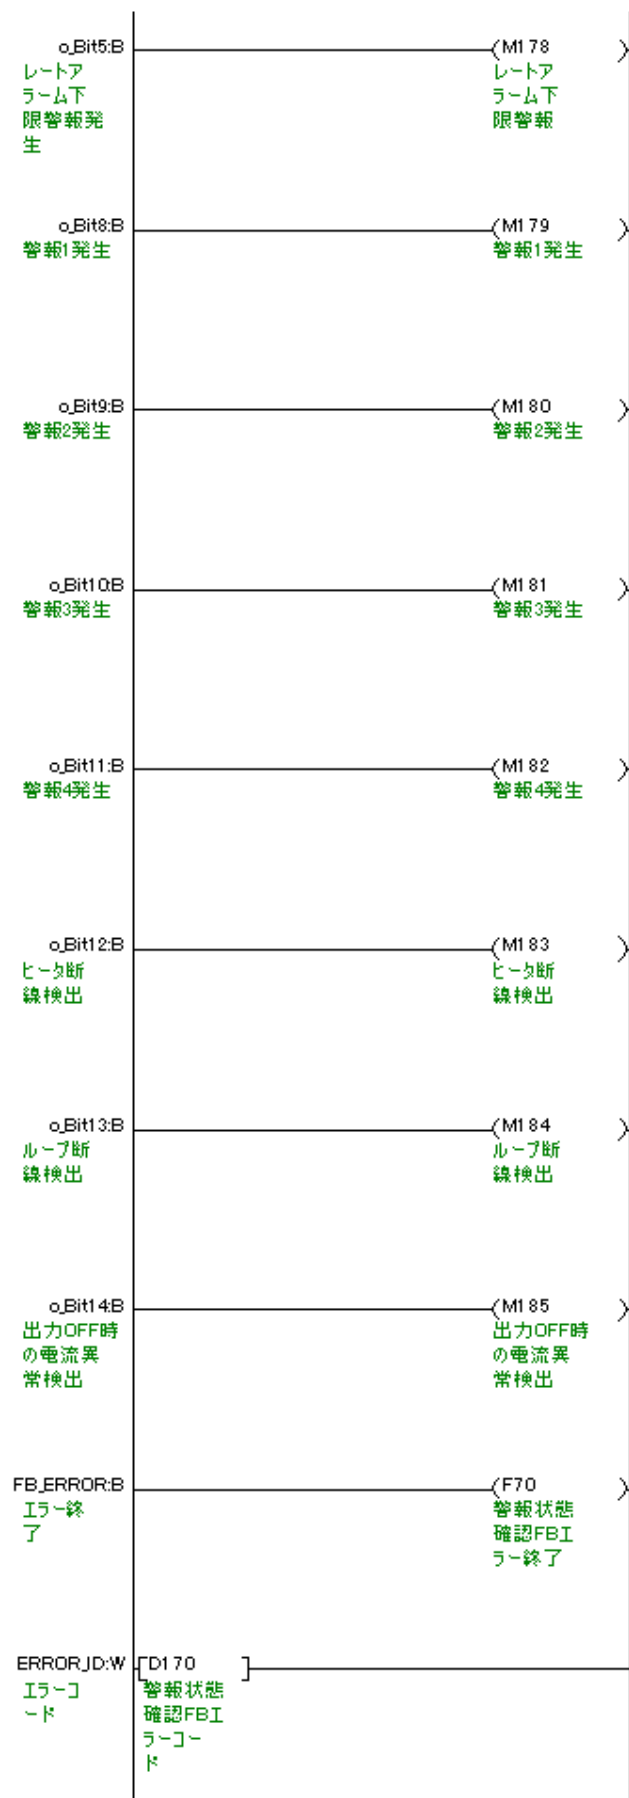 o_Bit5:B
(M178 )
レートア
ラーム下
限警報発
生
レートア
ラーム下
限警報
o_Bit8:B
(M179 )
警報1発生
警報1発生
o_Bit9:B
(M180 )
警報2発生
警報2発生
o_Bit10:B
(M181 )
警報3発生
警報3発生
o_Bit11:B
(M182 )
警報4発生
警報4発生
o_Bit12:B
(M183 )
ヒータ断
線検出
ヒータ断
線検出
o_Bit13:B
(M184 )
ループ断
線検出
ループ断
線検出
o_Bit14:B
(M185 )
出力OFF時
の電流異
常検出
出力OFF時
の電流異
常検出
FB_ERROR:B
(F70 )
エラー終
了
警報状態
確認FBエ
ラー終了
ERROR_ID:W
[D170 ]
エラーコ
ード
警報状態
確認FBエ
ラーコー
ド